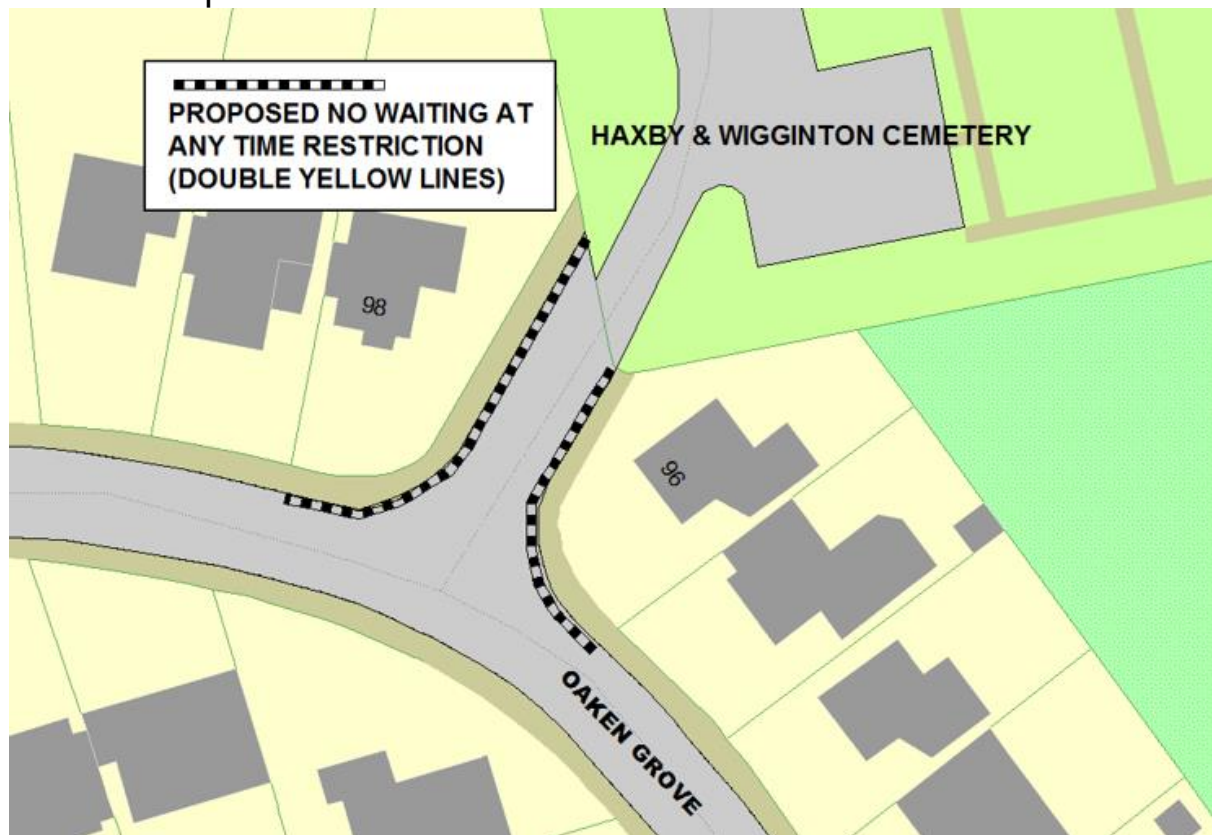 PROPOSED NO WAITING AT
ANY TIME RESTRICTION
(DOUBLE YELLOW LINES)
HAXBY & WIGGINTON CEMETERY
98
96
OAKEN GROVE